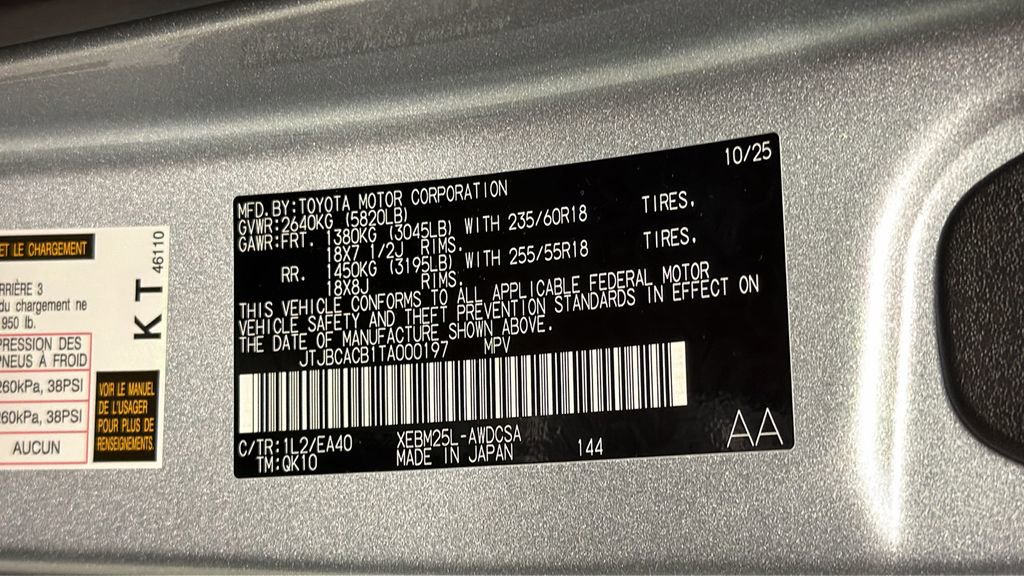 ET LE CHARGEMENT
RRIÈRE 3
du chargement ne
950 lb.
PRESSION DES
NEUS À FROID
260kPa, 38PSI
260kPa, 38PSI
AUCUN
VOIR LE MANUEL
DE L'USAGER
POUR PLUS DE
RENSEIGNEMENTS
K T
46110
10/25
MFD.BY:TOYOTA MOTOR CORPORATION
GVWR:2640KG (5820LB)
GAWR:FRT. 1380KG (3045LB) WITH 235/60R18 TIRES.
18X7 1/2J RIMS.
RR. 1450KG (3195LB) WITH 255/55R18 TIRES.
18X8J RIMS.
THIS VEHICLE CONFORMS TO ALL APPLICABLE FEDERAL MOTOR
VEHICLE SAFETY AND THEFT PREVENTION STANDARDS IN EFFECT ON
THE DATE OF MANUFACTURE SHOWN ABOVE.
JTJBCACB1TA000197 MPV
C/TR:1L2/EA40 XEBM25L-AWDCSA
TM:QK10 MADE IN JAPAN 144
AA